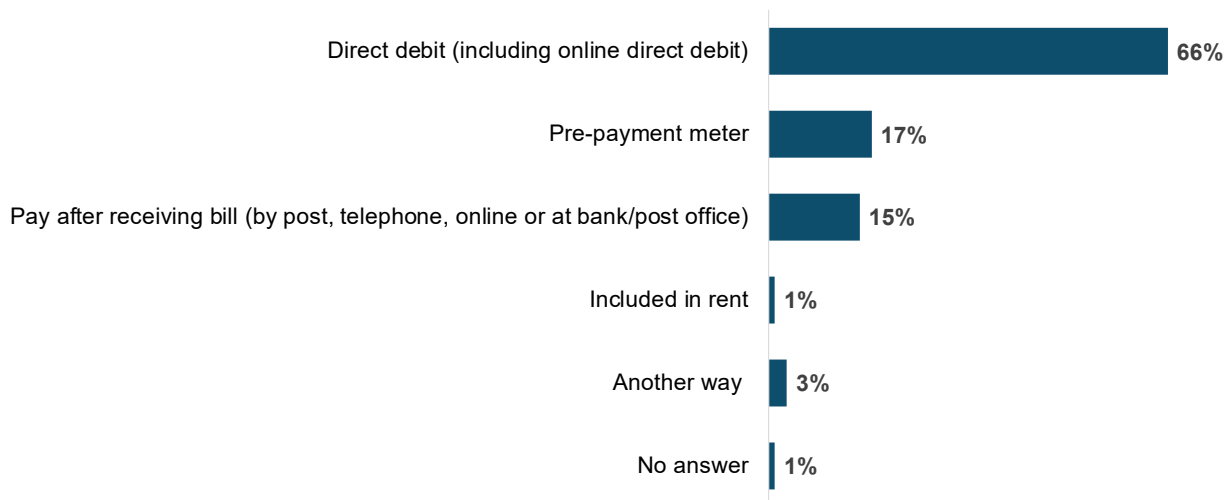 Direct debit (including online direct debit) 66%
Pre-payment meter 17%
Pay after receiving bill (by post, telephone, online or at bank/post office) 15%
Included in rent 1%
Another way 3%
No answer 1%